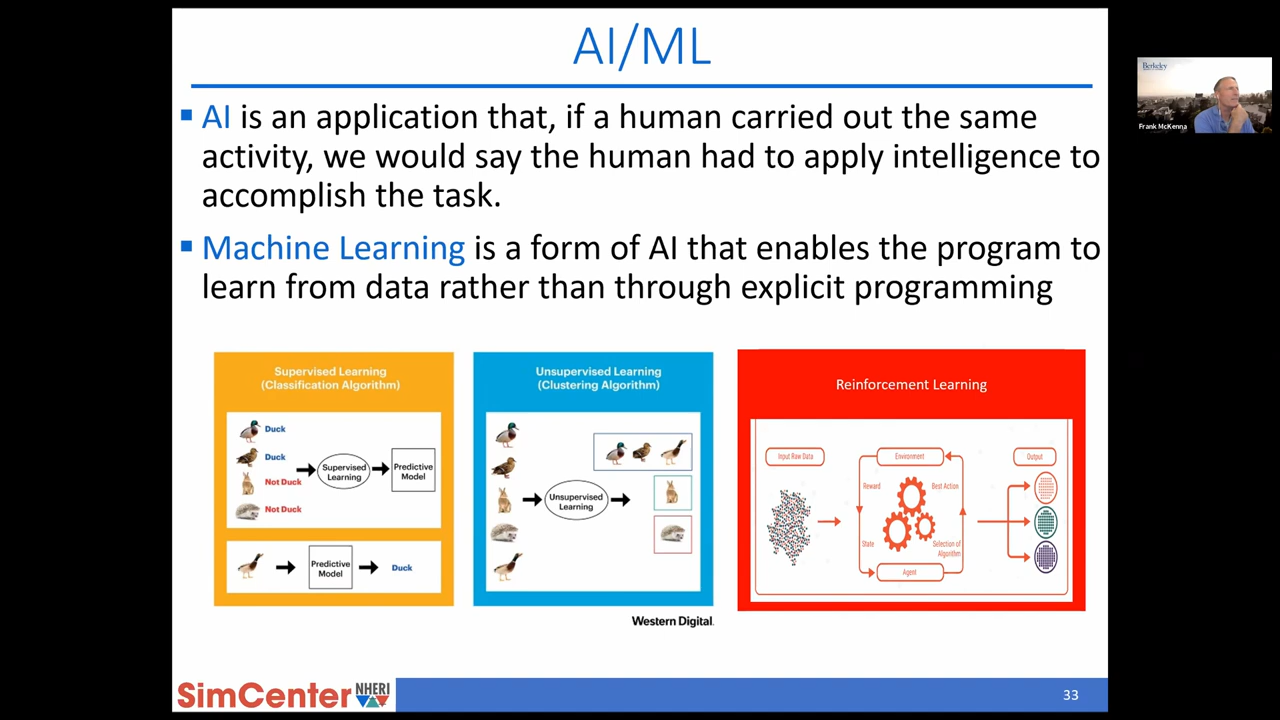 AI/ML
AI is an application that, if a human carried out the same
activity, we would say the human had to apply intelligence to
accomplish the task.
Machine Learning is a form of AI that enables the program to
learn from data rather than through explicit programming
Supervised Learning
(Classification Algorithm)
Duck
Duck
Not Duck
Not Duck
Supervised
Learning
Predictive
Model
Predictive
Model
Duck
Unsupervised Learning
(Clustering Algorithm)
Unsupervised
Learning
Western Digital.
Reinforcement Learning
Input Raw Data
Environment
Output
Reward
Best Action
State
Selection of
Algorithm
Agent
SimCenter
NHERI
33
Berkeley
Frank McKenna